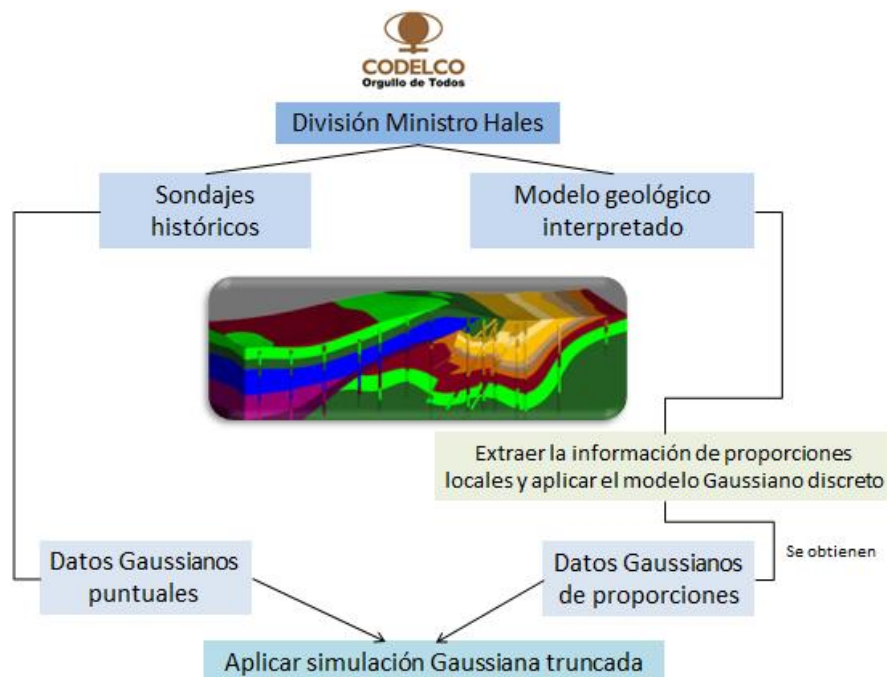 CODELCO
Orgullo de Todos
División Ministro Hales
Sondajes
históricos
Modelo geológico
interpretado
Extraer la información de proporciones
locales y aplicar el modelo Gaussiano discreto
Se obtienen
Datos Gaussianos
puntuales
Datos Gaussianos
de proporciones
Aplicar simulación Gaussiana truncada